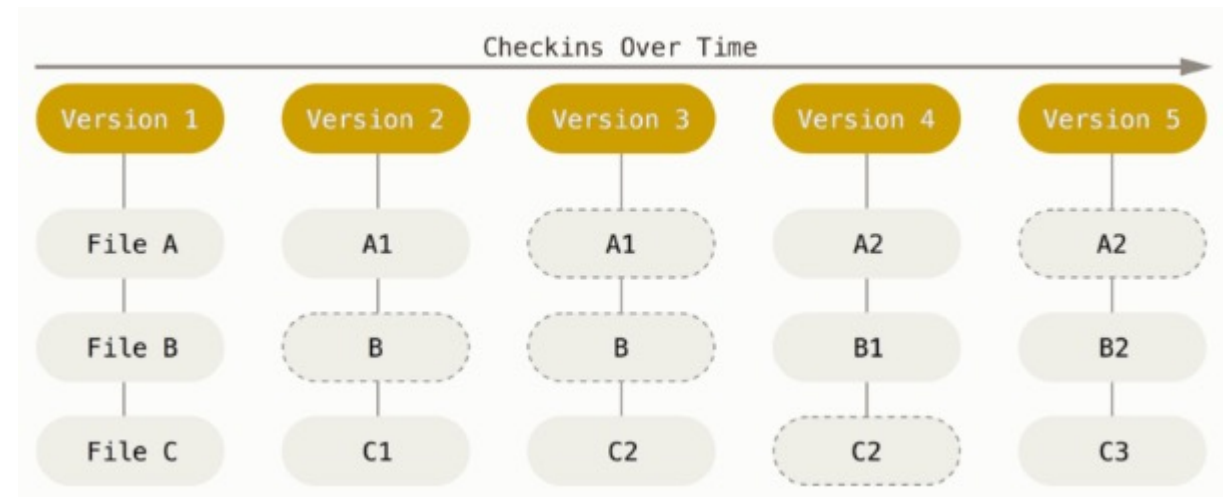 Checkins Over Time
Version 1 Version 2 Version 3 Version 4 Version 5
File A A1 A1 A2 A2
File B B B B1 B2
File C C1 C2 C2 C3